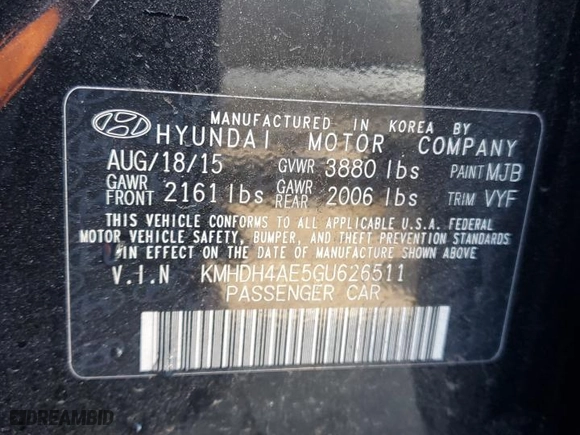 MANUFACTURED IN KOREA BY
HYUNDAI MOTOR COMPANY
AUG/18/15 GVWR 3880 lbs PAINT MJB
GAWR FRONT 2161 lbs GAWR REAR 2006 lbs TRIM VYF
THIS VEHICLE CONFORMS TO ALL APPLICABLE U.S.A. FEDERAL
MOTOR VEHICLE SAFETY, BUMPER, AND THEFT PREVENTION STANDARDS
IN EFFECT ON THE DATE OF MANUFACTURE SHOWN ABOVE.
V.I.N KMHDH4AE5GU626511
PASSENGER CAR
DREAMBID